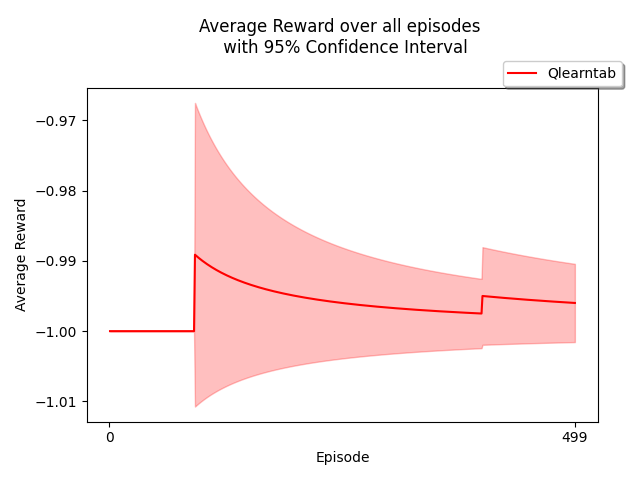 Average Reward over all episodes
with 95% Confidence Interval
Qlearntab
−0.97
−0.98
−0.99
−1.00
−1.01
Average Reward
0
499
Episode